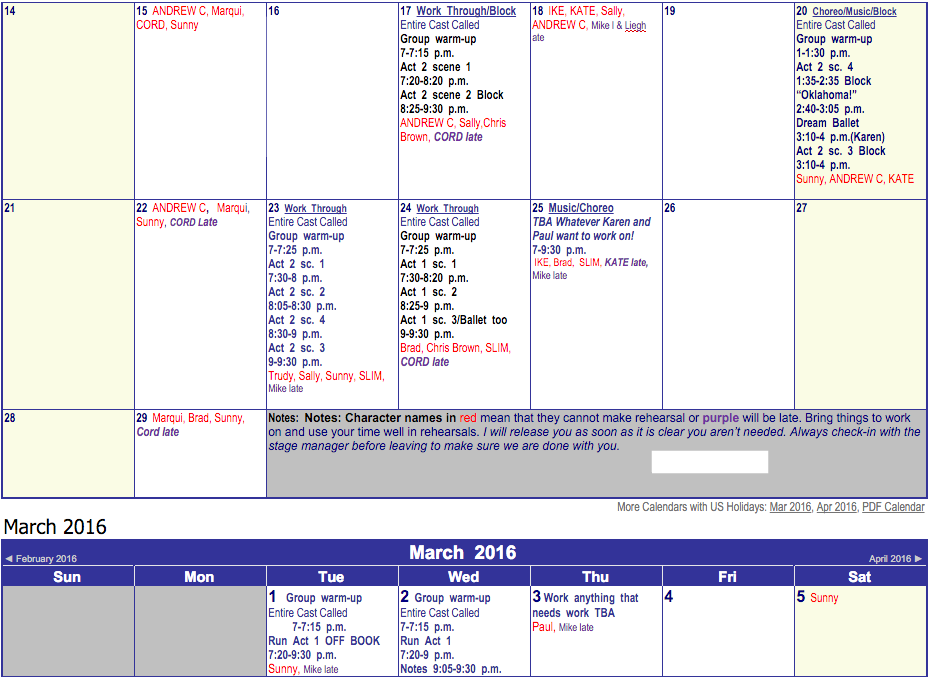 14
15 ANDREW C, Marqui,
CORD, Sunny
16
17 Work Through/Block
Entire Cast Called
Group warm-up
7-7:15 p.m.
Act 2 scene 1
7:20-8:20 p.m.
Act 2 scene 2 Block
8:25-9:30 p.m.
ANDREW C, Sally,Chris
Brown, CORD late
18 IKE, KATE, Sally,
ANDREW C, Mike l & Liegh
ate
19
20 Choreo/Music/Block
Entire Cast Called
Group warm-up
1-1:30 p.m.
Act 2 sc. 4
1:35-2:35 Block
“Oklahoma!”
2:40-3:05 p.m.
Dream Ballet
3:10-4 p.m.(Karen)
Act 2 sc. 3 Block
3:10-4 p.m.
Sunny, ANDREW C, KATE
21
22 ANDREW C, Marqui,
Sunny, CORD Late
23 Work Through
Entire Cast Called
Group warm-up
7-7:25 p.m.
Act 2 sc. 1
7:30-8 p.m.
Act 2 sc. 2
8:05-8:30 p.m.
Act 2 sc. 4
8:30-9 p.m.
Act 2 sc. 3
9-9:30 p.m.
Trudy, Sally, Sunny, SLIM,
Mike late
24 Work Through
Entire Cast Called
Group warm-up
7-7:25 p.m.
Act 1 sc. 1
7:30-8:20 p.m.
Act 1 sc. 2
8:25-9 p.m.
Act 1 sc. 3/Ballet too
9-9:30 p.m.
Brad, Chris Brown, SLIM,
CORD late
25 Music/Choreo
TBA Whatever Karen and
Paul want to work on!
7-9:30 p.m.
IKE, Brad, SLIM, KATE late,
Mike late
26
27
28
29 Marqui, Brad, Sunny,
Cord late
Notes: Notes: Character names in red mean that they cannot make rehearsal or purple will be late. Bring things to work
on and use your time well in rehearsals. I will release you as soon as it is clear you aren't needed. Always check-in with the
stage manager before leaving to make sure we are done with you.
More Calendars with US Holidays: Mar 2016, Apr 2016, PDF Calendar
March 2016
◄ February 2016
March 2016
April 2016 ►
Sun
Mon
Tue
Wed
Thu
Fri
Sat
1 Group warm-up
Entire Cast Called
7-7:15 p.m.
Run Act 1 OFF BOOK
7:20-9:30 p.m.
Sunny, Mike late
2 Group warm-up
Entire Cast Called
7-7:15 p.m.
Run Act 1
7:20-9 p.m.
Notes 9:05-9:30 p.m.
3 Work anything that
needs work TBA
Paul, Mike late
4
5 Sunny